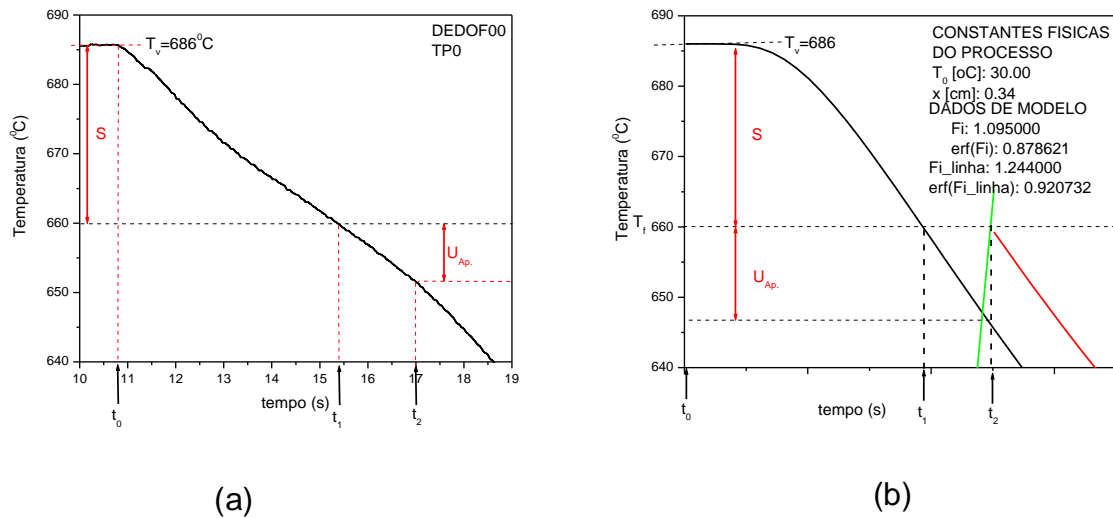 690
680
670
660
650
640
Temperatura (⁰C)
T_v=686⁰C
DEDOF00
TP0
S
U_Ap.
10 11 12 13 14 15 16 17 18 19
tempo (s)
t_0
t_1
t_2
(a)
690
680
670
660
650
640
Temperatura (⁰C)
T_f
T_v=686
CONSTANTES FISICAS
DO PROCESSO
T_0 [oC]: 30.00
x [cm]: 0.34
DADOS DE MODELO
Fi: 1.095000
erf(Fi): 0.878621
Fi_linha: 1.244000
erf(Fi_linha): 0.920732
S
U_Ap.
tempo (s)
t_0
t_1
t_2
(b)